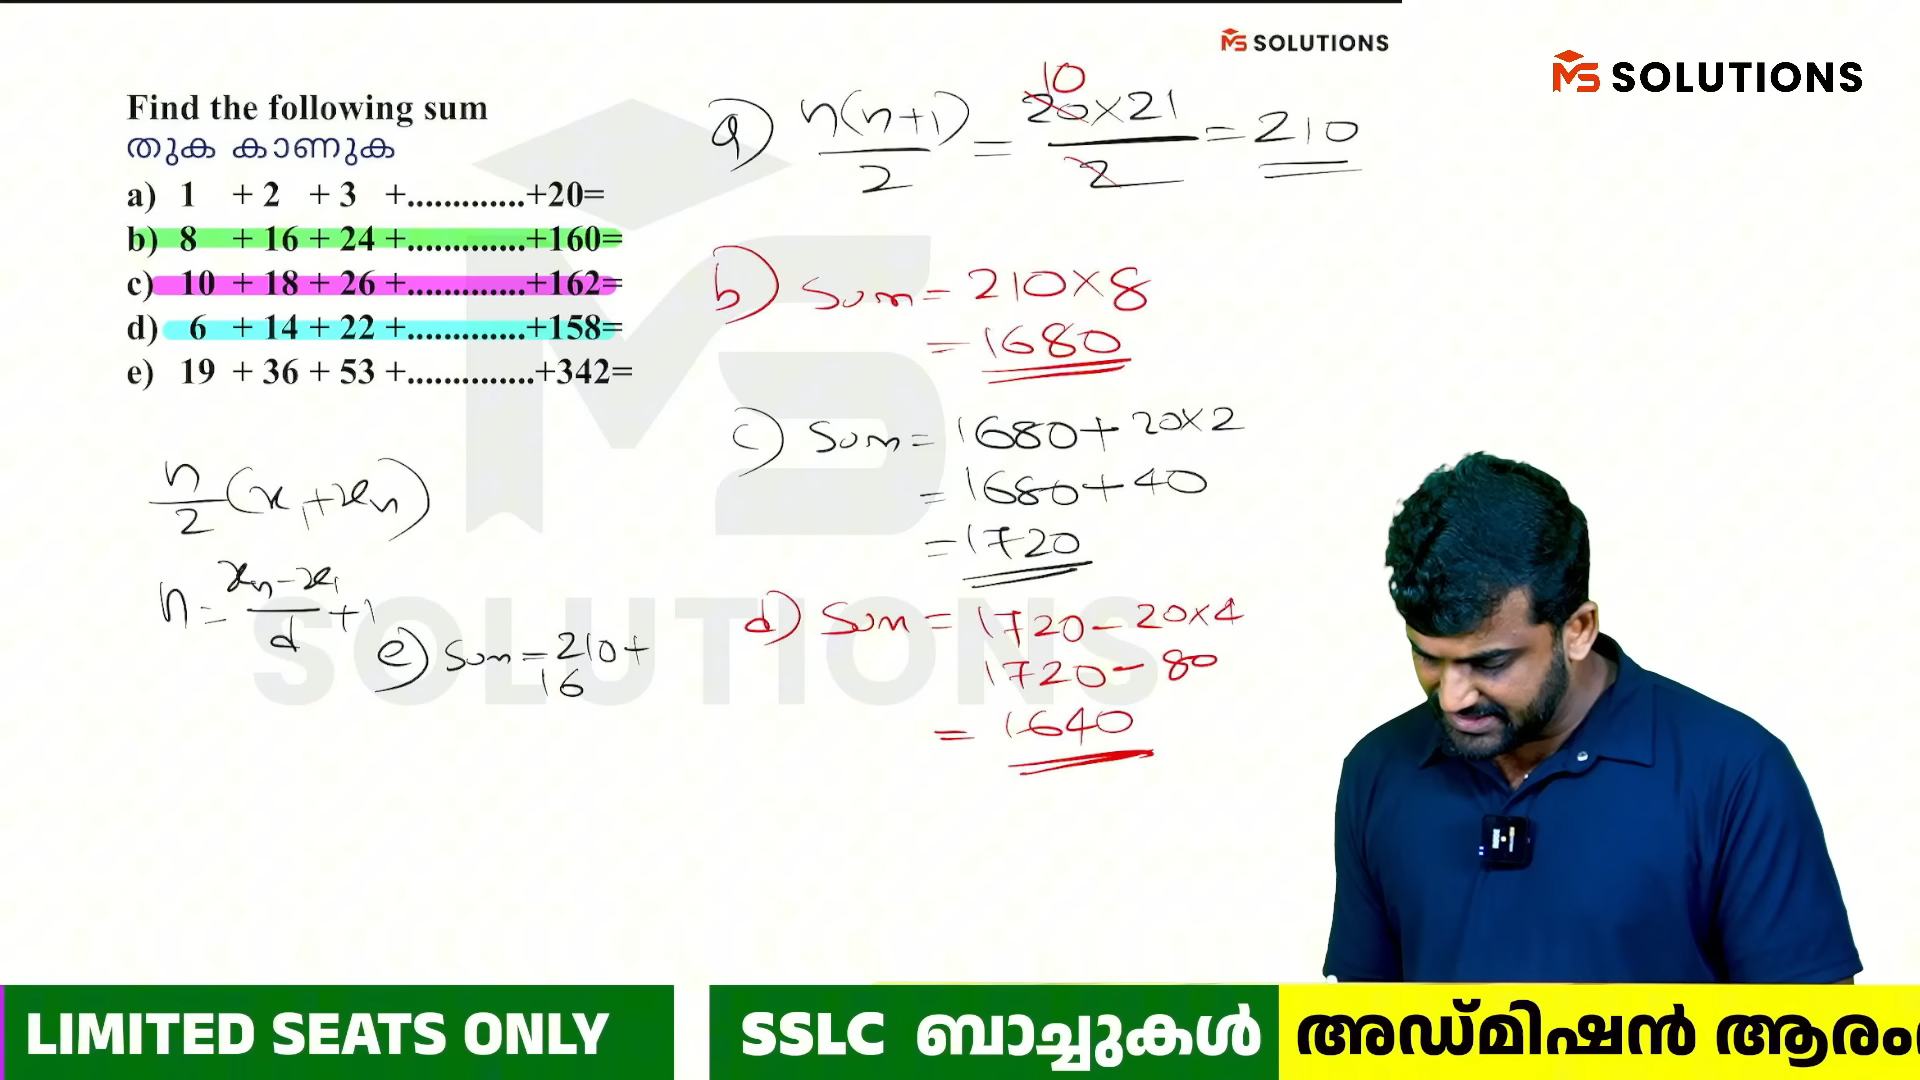 MS SOLUTIONS
MS SOLUTIONS
Find the following sum
തുക കാണുക
a) 1 + 2 + 3 +.............+20=
b) 8 + 16 + 24 +.............+160=
c) 10 + 18 + 26 +.............+162=
d) 6 + 14 + 22 +.............+158=
e) 19 + 36 + 53 +..............+342=
n/2 (x₁+xₙ)
n = (xₙ-x₁)/d +1
e) Sum = 210+
16
a) n(n+1)/2 = 20×21/2 = 210
10
b) Sum = 210×8
= 1680
c) Sum = 1680+20×2
= 1680+40
= 1720
d) Sum = 1720-20×4
1720-80
= 1640
MS
SOLUTIONS
LIMITED SEATS ONLY
SSLC ബാച്ചുകൾ
അഡ്മിഷൻ